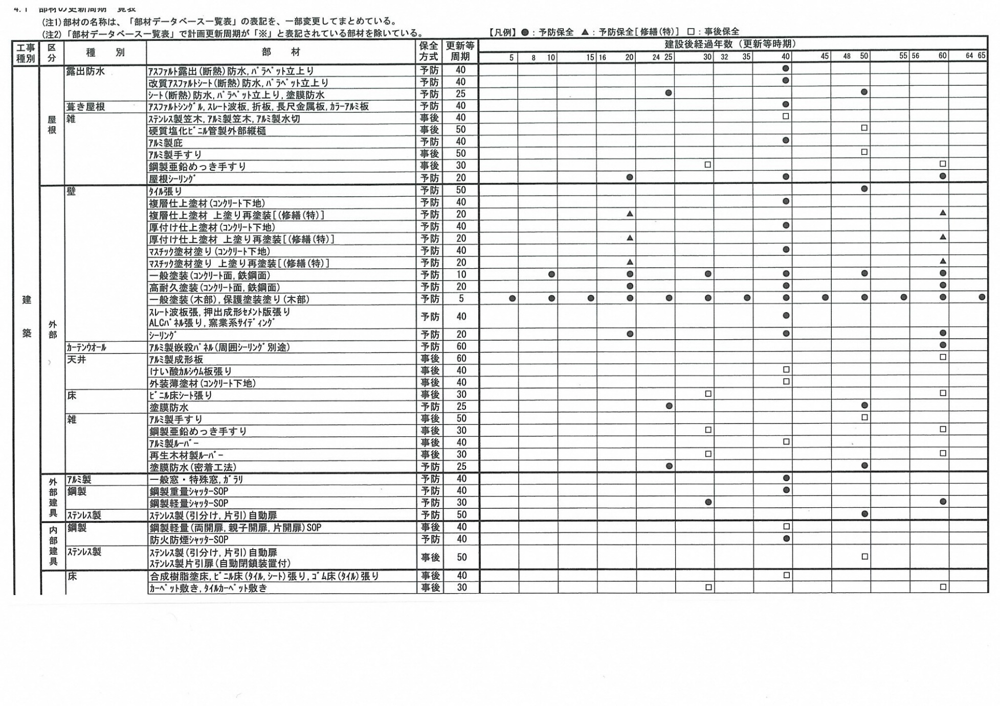 4.1 部材の更新周期一覧表
(注1)部材の名称は、「部材データベース一覧表」の表記を、一部変更してまとめている。
(注2)「部材データベース一覧表」で計画更新周期が「※」と表記されている部材を除いている。 【凡例】●:予防保全 ▲:予防保全[修繕(特)] □:事後保全
工事種別 区分 種 別 部 材 保全方式 更新等周期 建設後経過年数(更新等時期)
5 8 10 15 16 20 24 25 30 32 35 40 45 48 50 55 56 60 64 65
建築
屋根
露出防水 アスファルト露出(断熱)防水,パラペット立上り 予防 40 ●
改質アスファルトシート(断熱)防水,パラペット立上り 予防 40 ●
シート(断熱)防水,パラペット立上り,塗膜防水 予防 25 ● ●
葺き屋根 アスファルトシングル,スレート波板,折板,長尺金属板,カラーアルミ板 予防 40 ●
雑 ステンレス製笠木,アルミ製笠木,アルミ製水切 事後 40 □
硬質塩化ビニル管製外部縦樋 事後 50 □
アルミ製庇 予防 40 ●
アルミ製手すり 事後 50 □
鋼製亜鉛めっき手すり 事後 30 □ □
屋根シーリング 予防 20 ● ● ●
外部
壁 タイル張り 予防 50 ●
複層仕上塗材(コンクリート下地) 予防 40 ●
複層仕上塗材 上塗り再塗装[(修繕(特)] 予防 20 ▲ ▲
厚付け仕上塗材(コンクリート下地) 予防 40 ●
厚付け仕上塗材 上塗り再塗装[(修繕(特)] 予防 20 ▲ ▲
マスチック塗材塗り(コンクリート下地) 予防 40 ●
マスチック塗材塗り 上塗り再塗装[(修繕(特)] 予防 20 ▲ ▲
一般塗装(コンクリート面,鉄鋼面) 予防 10 ● ● ● ● ● ●
高耐久塗装(コンクリート面,鉄鋼面) 予防 20 ● ● ●
一般塗装(木部),保護塗装塗り(木部) 予防 5 ● ● ● ● ● ● ● ● ● ● ● ● ●
スレート波板張,押出成形セメント版張り
ALCパネル張り,窯業系サイディング 予防 40 ●
シーリング 予防 20 ● ● ●
カーテンウオール アルミ製嵌殺パネル(周囲シーリング別途) 予防 60 ●
天井 アルミ製成形板 事後 60 □
けい酸カルシウム板張り 事後 40 □
外装薄塗材(コンクリート下地) 事後 40 □
床 ビニル床シート張り 事後 30 □ □
塗膜防水 予防 25 ● ●
雑 アルミ製手すり 事後 50 □
鋼製亜鉛めっき手すり 事後 30 □ □
アルミ製ルーバー 事後 40 □
再生木材製ルーバー 事後 30 □ □
塗膜防水(密着工法) 予防 25 ● ●
外部建具
アルミ製 一般窓・特殊窓,ガラリ 予防 40 ●
鋼製 鋼製重量シャッターSOP 予防 40 ●
鋼製軽量シャッターSOP 予防 30 ● ●
ステンレス製 ステンレス製(引分け,片引)自動扉 予防 50 ●
内部建具
鋼製 鋼製軽量(両開扉,親子開扉,片開扉)SOP 事後 40 □
防火防煙シャッターSOP 予防 40 ●
ステンレス製 ステンレス製(引分け,片引)自動扉
ステンレス製片引扉(自動閉鎖装置付) 事後 50 □
床 合成樹脂塗床,ビニル床(タイル,シート)張り,ゴム床(タイル)張り 事後 40 □
カーペット敷き,タイルカーペット敷き 事後 30 □ □